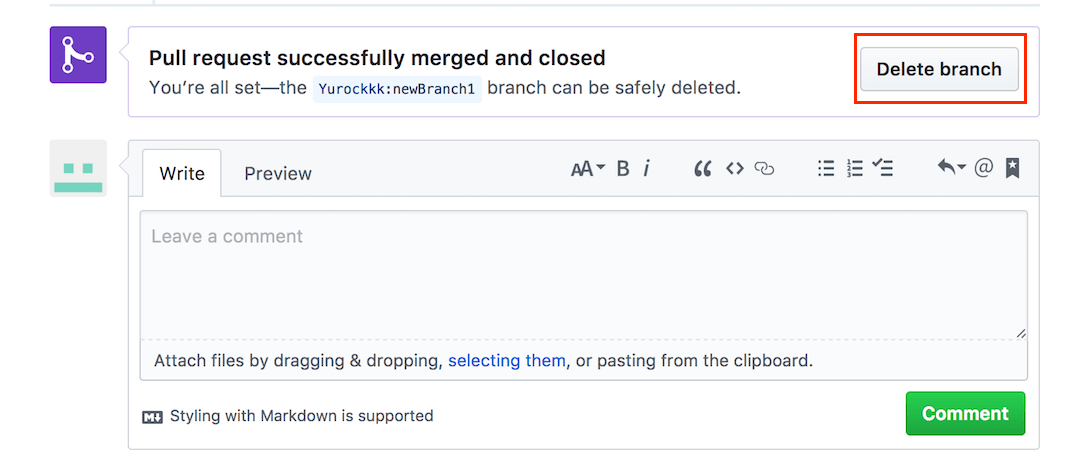 Pull request successfully merged and closed
You’re all set—the Yurockkk:newBranch1 branch can be safely deleted.
Delete branch
Write
Preview
AA B i “ <> @
Leave a comment
Attach files by dragging & dropping, selecting them, or pasting from the clipboard.
M↓ Styling with Markdown is supported
Comment